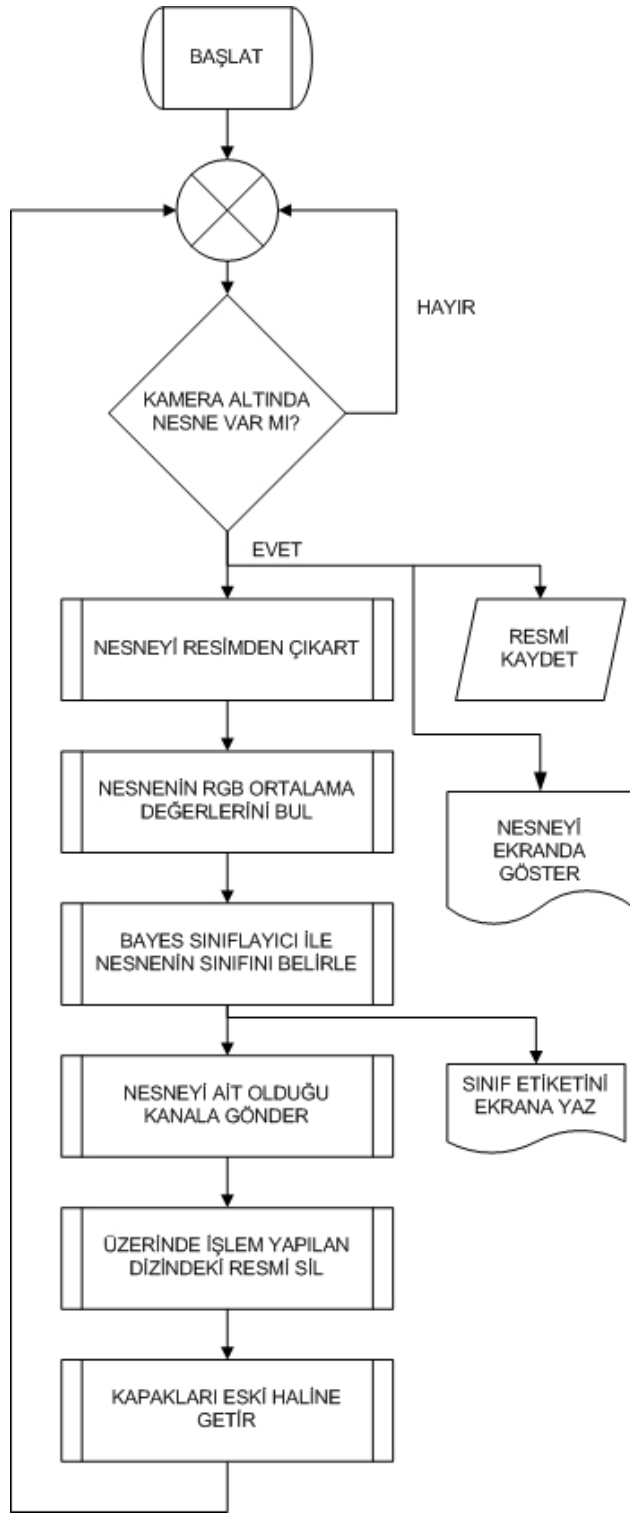 BAŞLAT
HAYIR
KAMERA ALTINDA
NESNE VAR MI?
EVET
NESNEYİ RESİMDEN ÇIKART
RESMİ
KAYDET
NESNENİN RGB ORTALAMA
DEĞERLERİNİ BUL
NESNEYİ
EKRANDA
GÖSTER
BAYES SINIFLAYICI İLE
NESNENİN SINIFINI BELİRLE
NESNEYİ AİT OLDUĞU
KANALA GÖNDER
SINIF ETİKETİNİ
EKRANA YAZ
ÜZERİNDE İŞLEM YAPILAN
DİZİNDEKİ RESMİ SİL
KAPAKLARI ESKİ HALİNE
GETİR